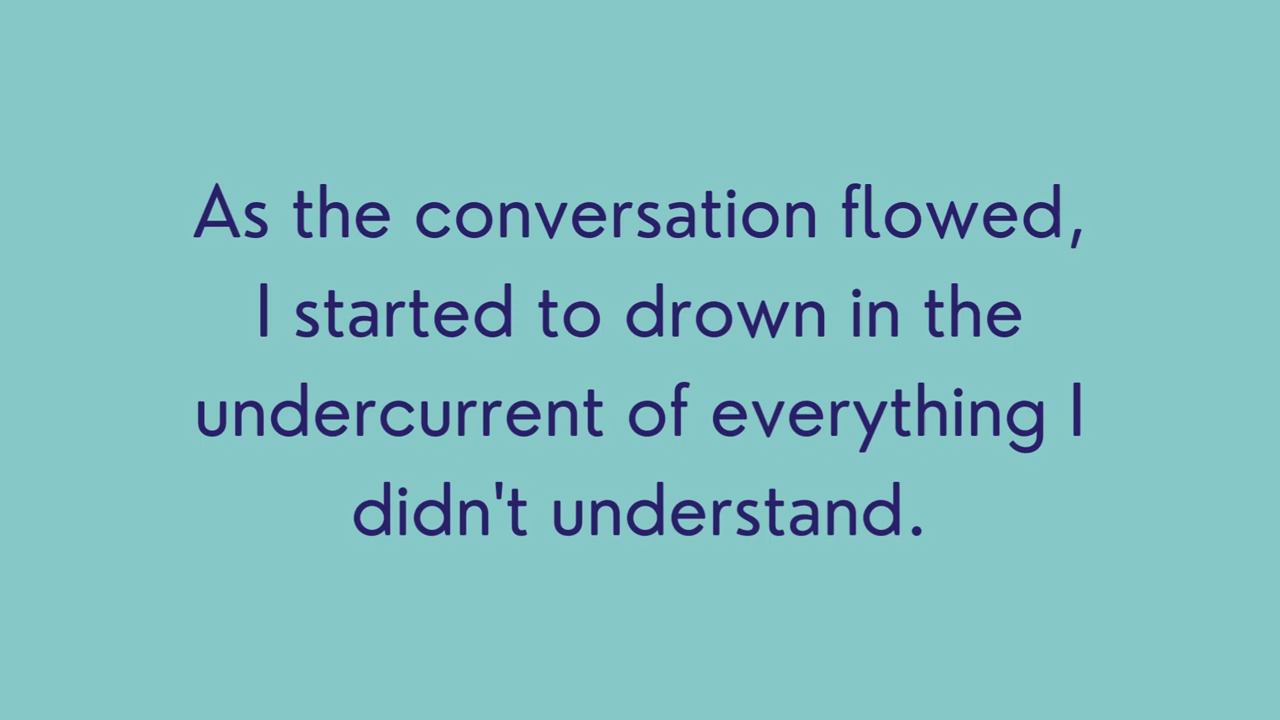 As the conversation flowed,
I started to drown in the
undercurrent of everything I
didn't understand.